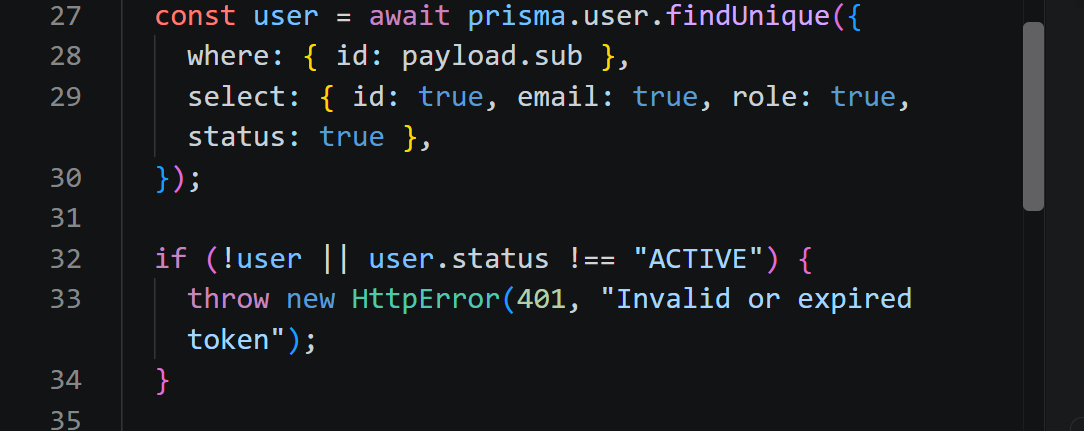 27 const user = await prisma.user.findUnique({
28 where: { id: payload.sub },
29 select: { id: true, email: true, role: true,
status: true },
30 });
31
32 if (!user || user.status !== "ACTIVE") {
33 throw new HttpError(401, "Invalid or expired
token");
34 }
35